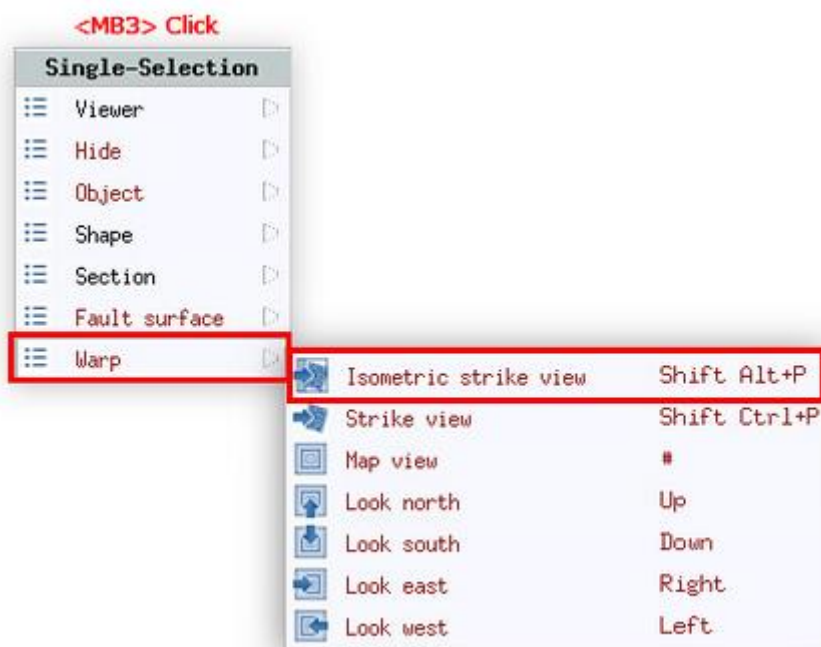 <MB3> Click
Single-Selection
Viewer
Hide
Object
Shape
Section
Fault surface
Warp
Isometric strike view Shift Alt+P
Strike view Shift Ctrl+P
Map view #
Look north Up
Look south Down
Look east Right
Look west Left